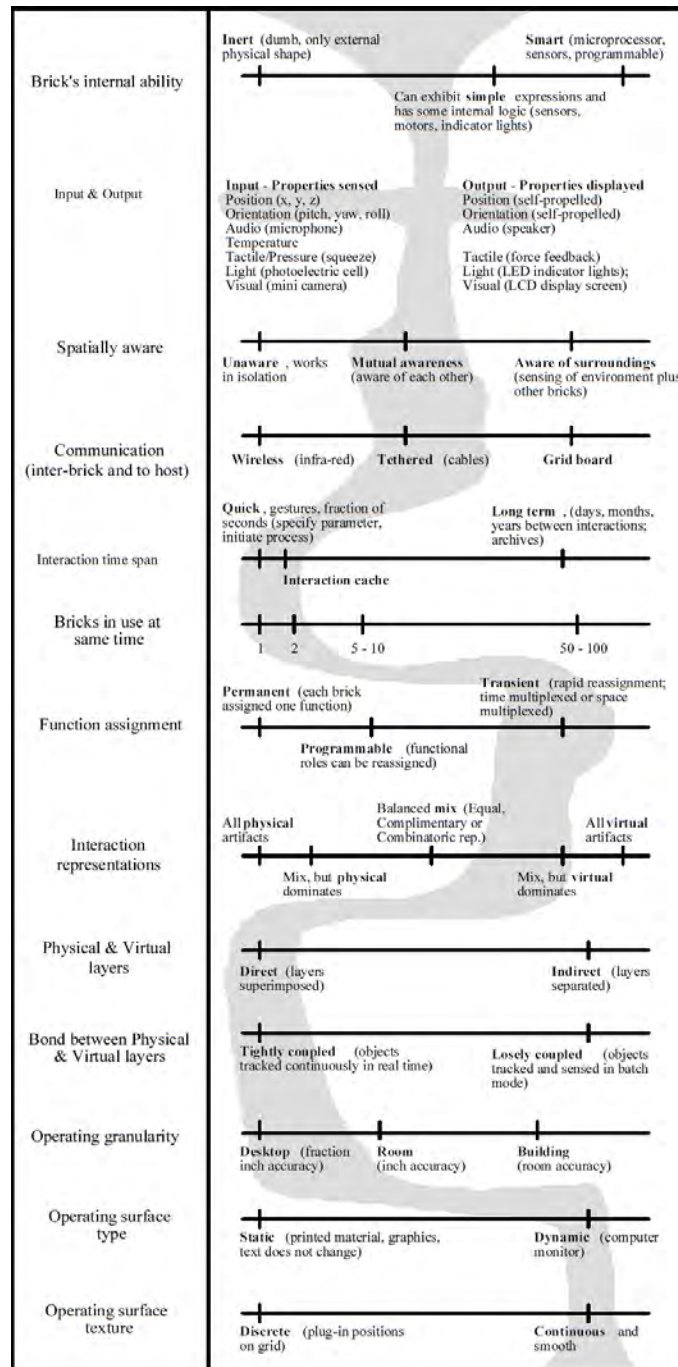 Brick's internal ability
Inert (dumb, only external
physical shape)
Smart (microprocessor,
sensors, programmable)
Can exhibit simple expressions and
has some internal logic (sensors,
motors, indicator lights)
Input & Output
Input - Properties sensed
Position (x, y, z)
Orientation (pitch, yaw, roll)
Audio (microphone)
Temperature
Tactile/Pressure (squeeze)
Light (photoelectric cell)
Visual (mini camera)
Output - Properties displayed
Position (self-propelled)
Orientation (self-propelled)
Audio (speaker)
Tactile (force feedback)
Light (LED indicator lights);
Visual (LCD display screen)
Spatially aware
Unaware , works
in isolation
Mutual awareness
(aware of each other)
Aware of surroundings
(sensing of environment plus
other bricks)
Communication
(inter-brick and to host)
Wireless (infra-red)
Tethered (cables)
Grid board
Interaction time span
Quick , gestures, fraction of
seconds (specify parameter,
initiate process)
Interaction cache
Long term , (days, months,
years between interactions;
archives)
Bricks in use at
same time
1
2
5 - 10
50 - 100
Function assignment
Permanent (each brick
assigned one function)
Programmable (functional
roles can be reassigned)
Transient (rapid reassignment;
time multiplexed or space
multiplexed)
Interaction
representations
All physical
artifacts
Mix, but physical
dominates
Balanced mix (Equal,
Complimentary or
Combinatoric rep.)
Mix, but virtual
dominates
All virtual
artifacts
Physical & Virtual
layers
Direct (layers
superimposed)
Indirect (layers
separated)
Bond between Physical
& Virtual layers
Tightly coupled (objects
tracked continuously in real time)
Losely coupled (objects
tracked and sensed in batch
mode)
Operating granularity
Desktop (fraction
inch accuracy)
Room
(inch accuracy)
Building
(room accuracy)
Operating surface
type
Static (printed material, graphics,
text does not change)
Dynamic (computer
monitor)
Operating surface
texture
Discrete (plug-in positions
on grid)
Continuous and
smooth